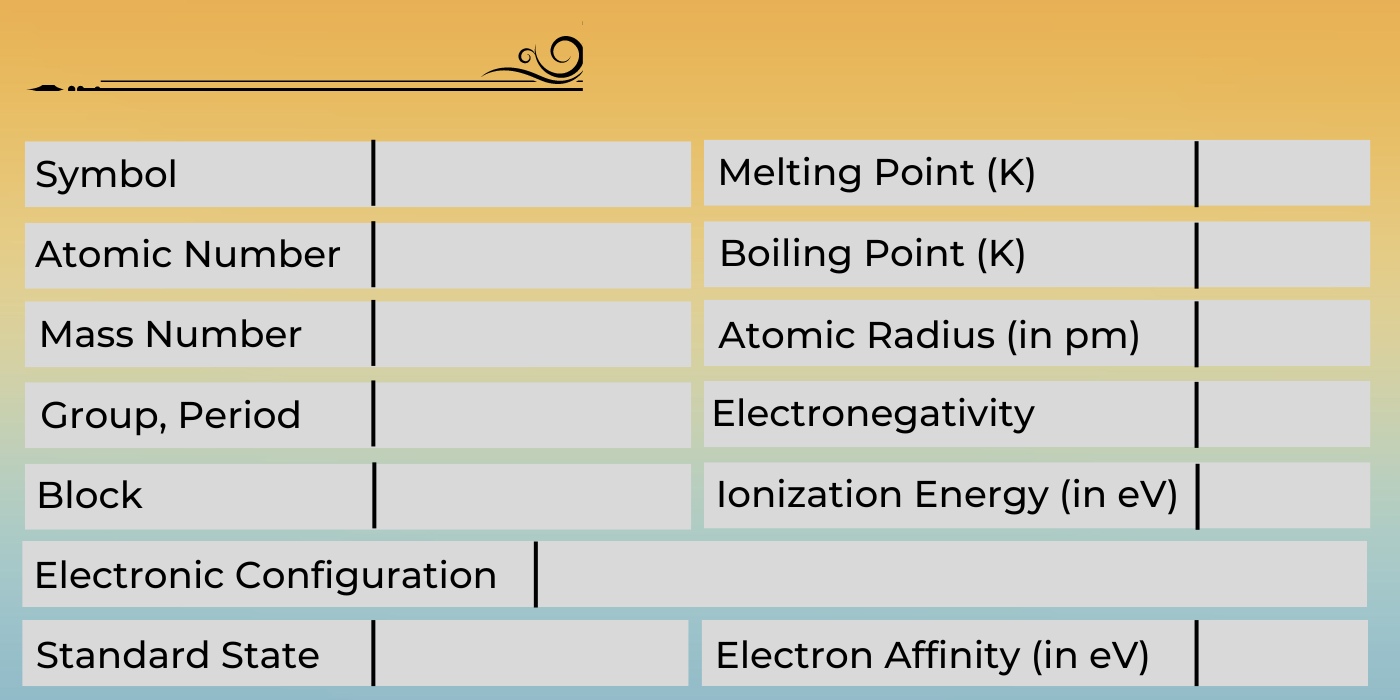 Symbol
Melting Point (K)
Atomic Number
Boiling Point (K)
Mass Number
Atomic Radius (in pm)
Group, Period
Electronegativity
Block
Ionization Energy (in eV)
Electronic Configuration
Standard State
Electron Affinity (in eV)